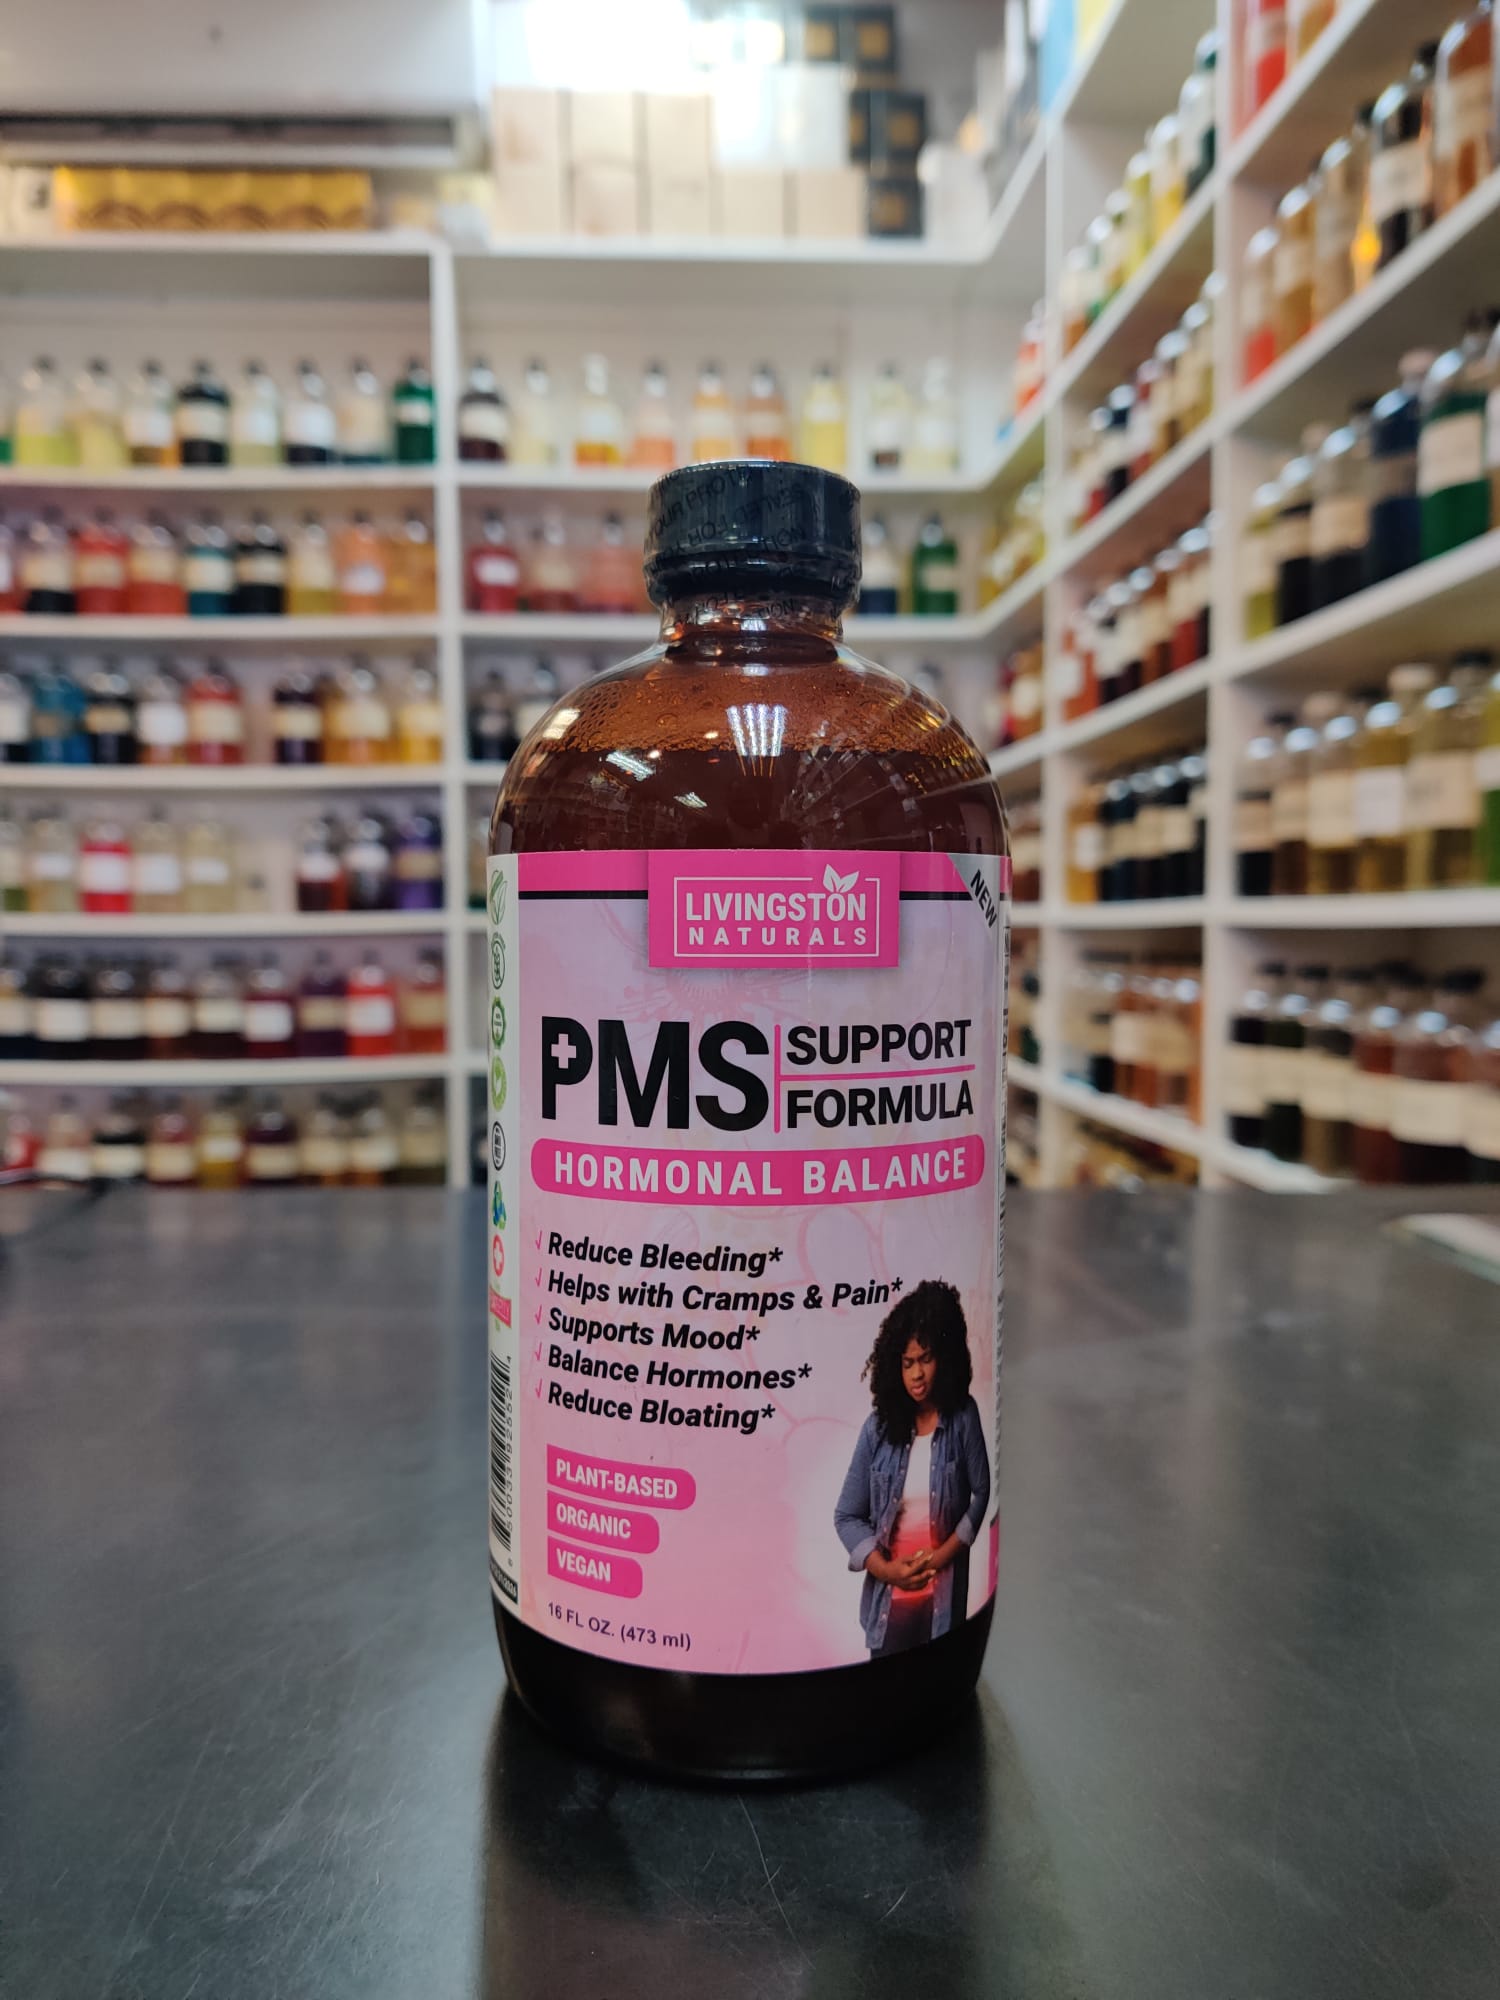 LIVINGSTON
NATURALS
NEW
PMS
SUPPORT
FORMULA
HORMONAL BALANCE
Reduce Bleeding*
Helps with Cramps & Pain*
Supports Mood*
Balance Hormones*
Reduce Bloating*
PLANT-BASED
ORGANIC
VEGAN
16 FL OZ. (473 ml)